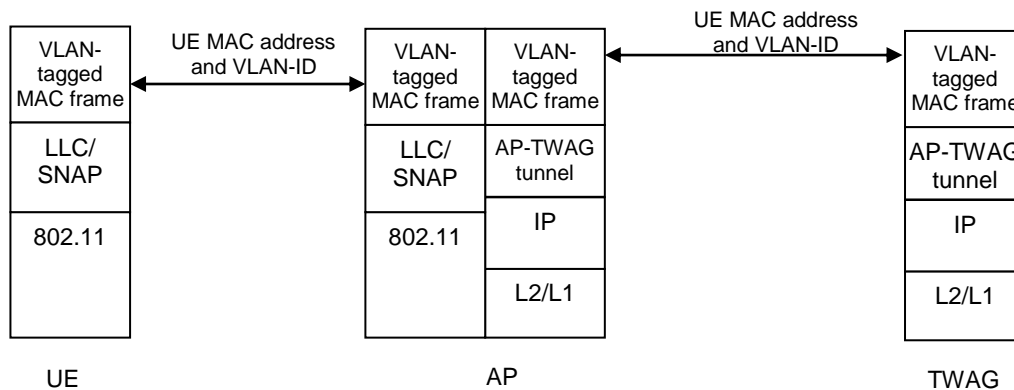 VLAN-
tagged
MAC frame
LLC/
SNAP
802.11
UE
UE MAC address
and VLAN-ID
VLAN-
tagged
MAC frame
LLC/
SNAP
802.11
VLAN-
tagged
MAC frame
AP-TWAG
tunnel
IP
L2/L1
AP
UE MAC address
and VLAN-ID
VLAN-
tagged
MAC frame
AP-TWAG
tunnel
IP
L2/L1
TWAG